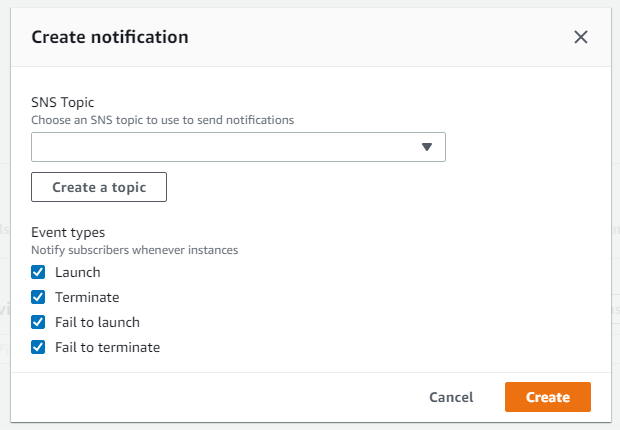 Create notification
SNS Topic
Choose an SNS topic to use to send notifications
Create a topic
Event types
Notify subscribers whenever instances
Launch
Terminate
Fail to launch
Fail to terminate
Cancel
Create